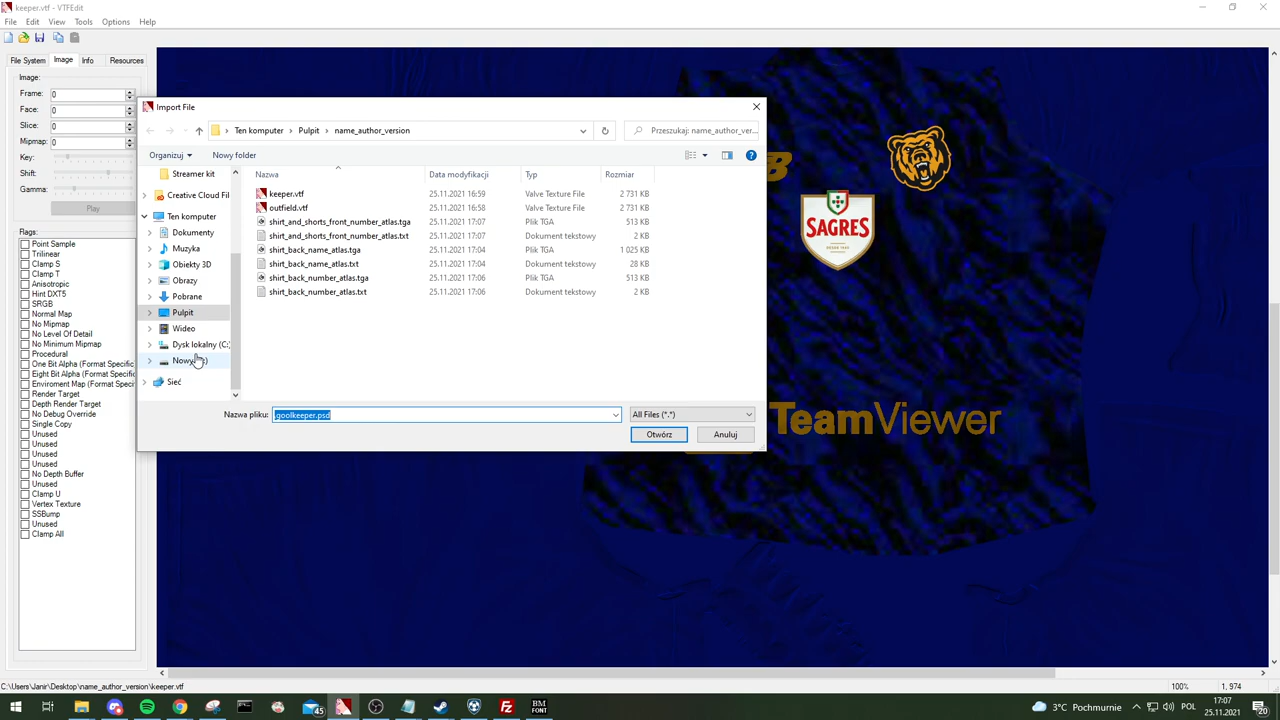 keeper.vtf - VTFEdit
File Edit View Tools Options Help
File System Image Info Resources
Image:
Frame: 0
Face: 0
Slice: 0
Mipmap: 0
Key:
Shift:
Gamma:
Play
Flags:
Point Sample
Trilinear
Clamp S
Clamp T
Anisotropic
Hint DXT5
SRGB
Normal Map
No Mipmap
No Level Of Detail
No Minimum Mipmap
Procedural
One Bit Alpha (Format Specific
Eight Bit Alpha (Format Specific
Enviroment Map (Format Specific
Render Target
Depth Render Target
No Debug Override
Single Copy
Unused
Unused
Unused
Unused
No Depth Buffer
Unused
Clamp U
Vertex Texture
SSBump
Unused
Clamp All
Import File
Ten komputer > Pulpit > name_author_version
Przeszukaj: name_author_ver...
Organizuj Nowy folder
Streamer kit
Creative Cloud Fil
Ten komputer
Dokumenty
Muzyka
Obiekty 3D
Obrazy
Pobrane
Pulpit
Wideo
Dysk lokalny (C:)
Sieć
Nazwa Data modyfikacji Typ Rozmiar
keeper.vtf 25.11.2021 16:59 Valve Texture File 2 731 KB
outfield.vtf 25.11.2021 16:58 Valve Texture File 2 731 KB
shirt_and_shorts_front_number_atlas.tga 25.11.2021 17:07 Plik TGA 513 KB
shirt_and_shorts_front_number_atlas.txt 25.11.2021 17:07 Dokument tekstowy 2 KB
shirt_back_name_atlas.tga 25.11.2021 17:04 Plik TGA 1 025 KB
shirt_back_name_atlas.txt 25.11.2021 17:04 Dokument tekstowy 28 KB
shirt_back_number_atlas.tga 25.11.2021 17:06 Plik TGA 513 KB
shirt_back_number_atlas.txt 25.11.2021 17:06 Dokument tekstowy 2 KB
Nazwa pliku: .goolkeeper.psd All Files (*.*)
Otwórz Anuluj
SAGRES
TeamViewer
C:\Users\Janir\Desktop\name_author_version\keeper.vtf
100% 1, 974
45
BM
FONT
3°C Pochmurnie POL 17:07
25.11.2021
20